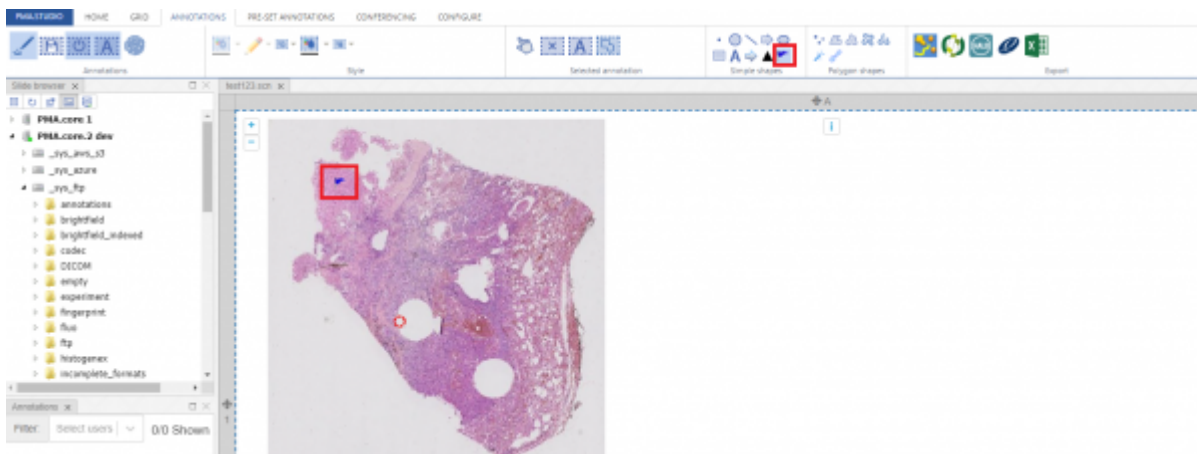 PMA.STUDIO HOME GRID ANNOTATIONS PRE-SET ANNOTATIONS CONFERENCING CONFIGURE
A
A
A
Annotations Style Selected annotation Simple shapes Polygon shapes Export
Slide browser x test123.scn x
A
PMA.core 1
PMA.core.2 dev
_sys_aws_s3
_sys_azure
_sys_ftp
annotations
brightfield
brightfield_indexed
codec
DICOM
empty
experiment
fingerprint
fluo
ftp
histogenex
incomplete_formats
Annotations x
1
Filter: Select users 0/0 Shown